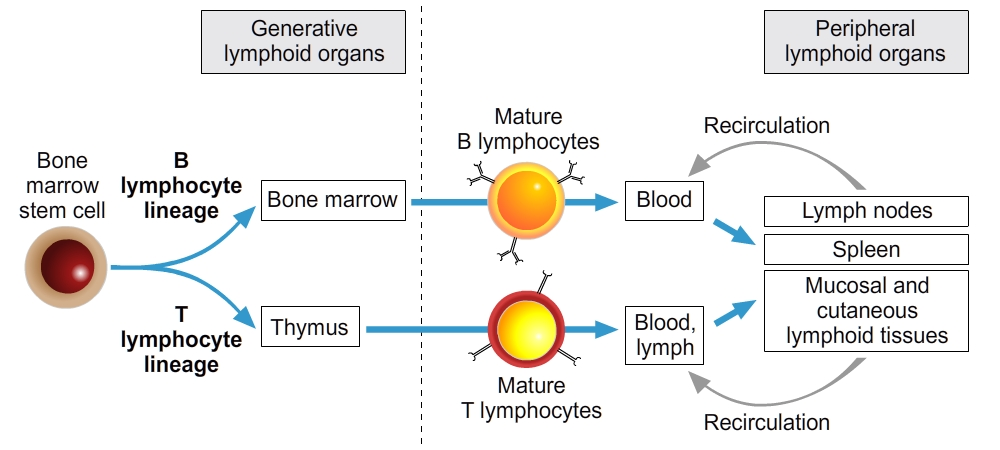 Generative
lymphoid organs
Peripheral
lymphoid organs
Bone
marrow
stem cell
B
lymphocyte
lineage
Bone marrow
Mature
B lymphocytes
Blood
Recirculation
Lymph nodes
Spleen
Mucosal and
cutaneous
lymphoid tissues
T
lymphocyte
lineage
Thymus
Mature
T lymphocytes
Blood,
lymph
Recirculation